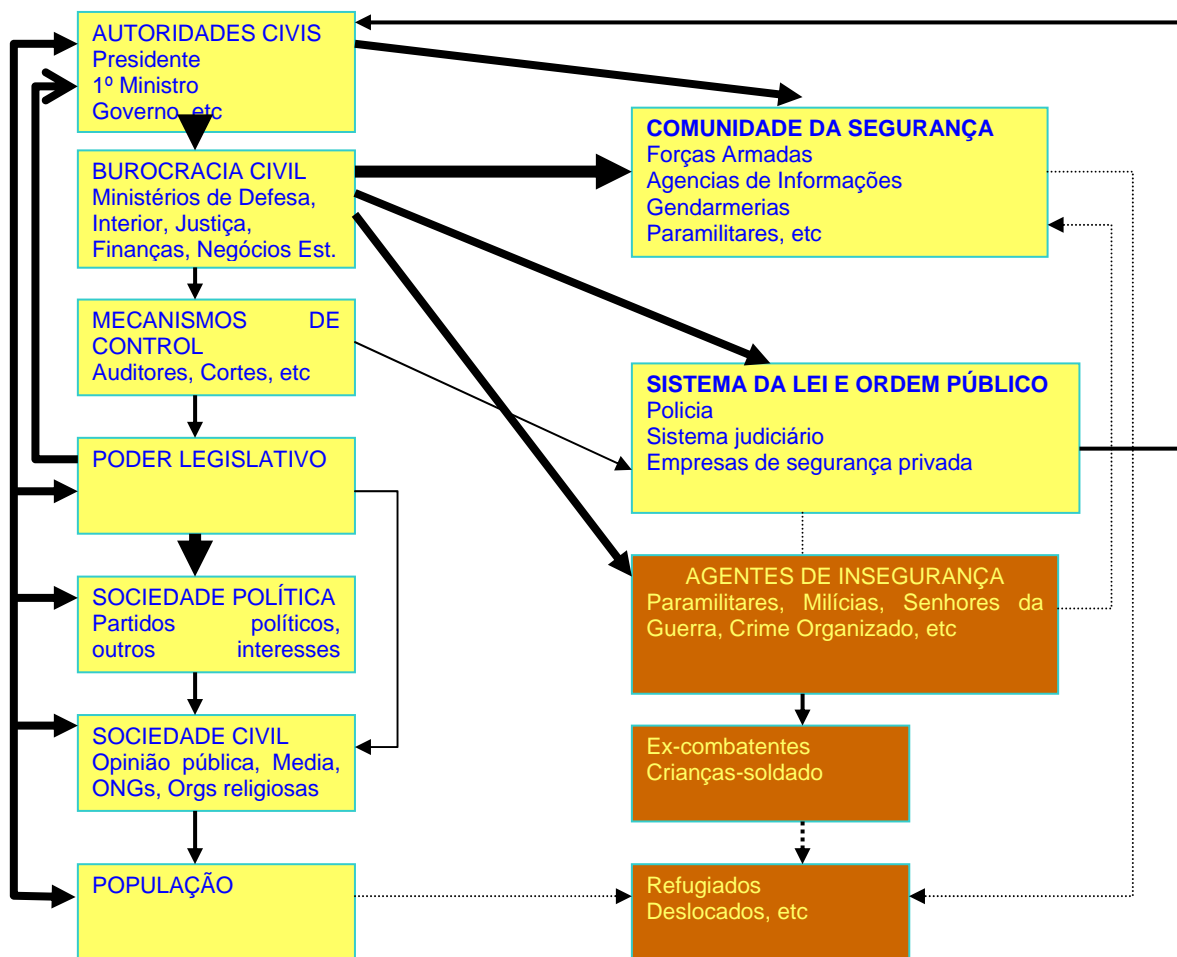 AUTORIDADES CIVIS
Presidente
1º Ministro
Governo, etc
BUROCRACIA CIVIL
Ministérios de Defesa,
Interior, Justiça,
Finanças, Negócios Est.
MECANISMOS DE
CONTROL
Auditores, Cortes, etc
PODER LEGISLATIVO
SOCIEDADE POLÍTICA
Partidos políticos,
outros interesses
SOCIEDADE CIVIL
Opinião pública, Media,
ONGs, Orgs religiosas
POPULAÇÃO
COMUNIDADE DA SEGURANÇA
Forças Armadas
Agencias de Informações
Gendarmerias
Paramilitares, etc
SISTEMA DA LEI E ORDEM PÚBLICO
Policia
Sistema judiciário
Empresas de segurança privada
AGENTES DE INSEGURANÇA
Paramilitares, Milícias, Senhores da
Guerra, Crime Organizado, etc
Ex-combatentes
Crianças-soldado
Refugiados
Deslocados, etc